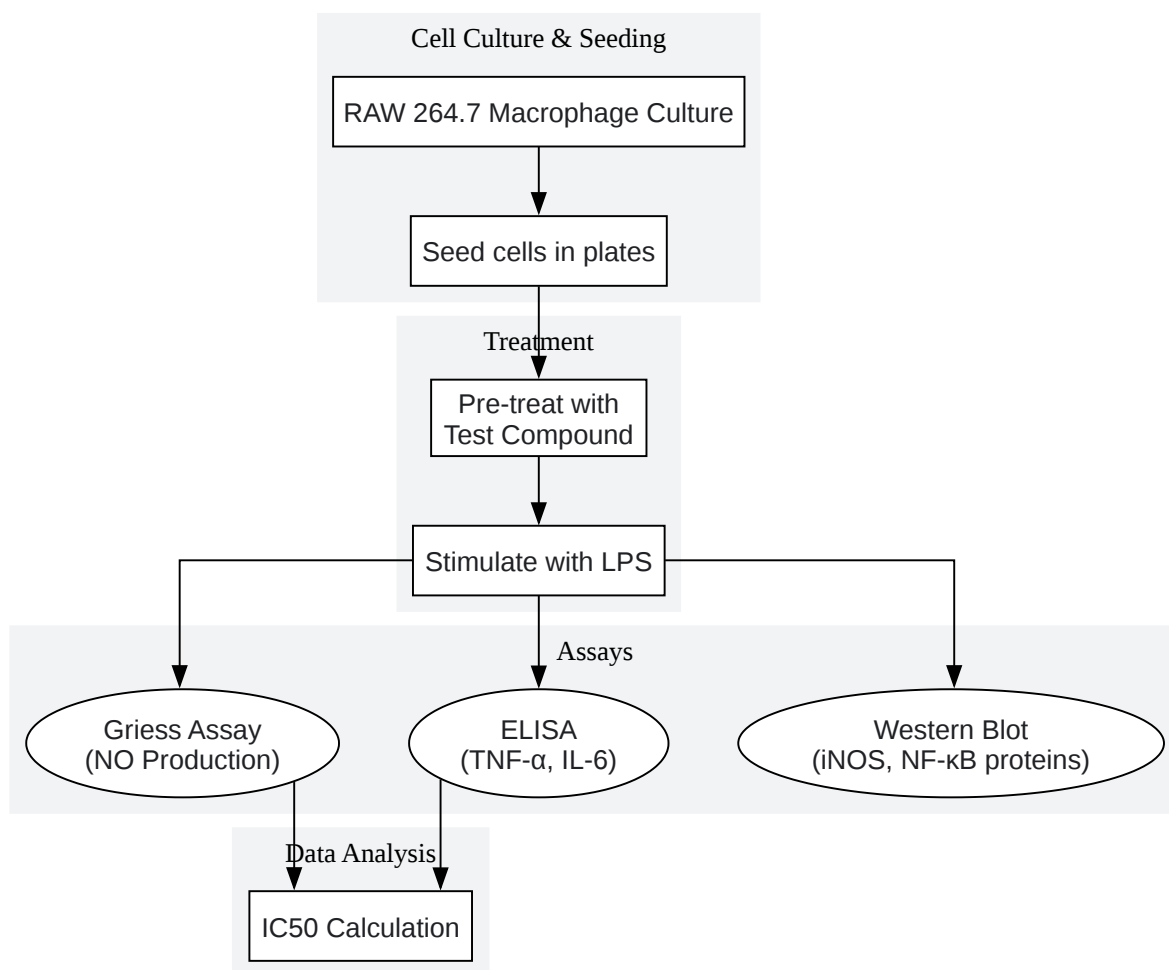 Cell Culture & Seeding
RAW 264.7 Macrophage Culture
Seed cells in plates
Treatment
Pre-treat with
Test Compound
Stimulate with LPS
Assays
Griess Assay
(NO Production)
ELISA
(TNF-α, IL-6)
Western Blot
(iNOS, NF-κB proteins)
Data Analysis
IC50 Calculation